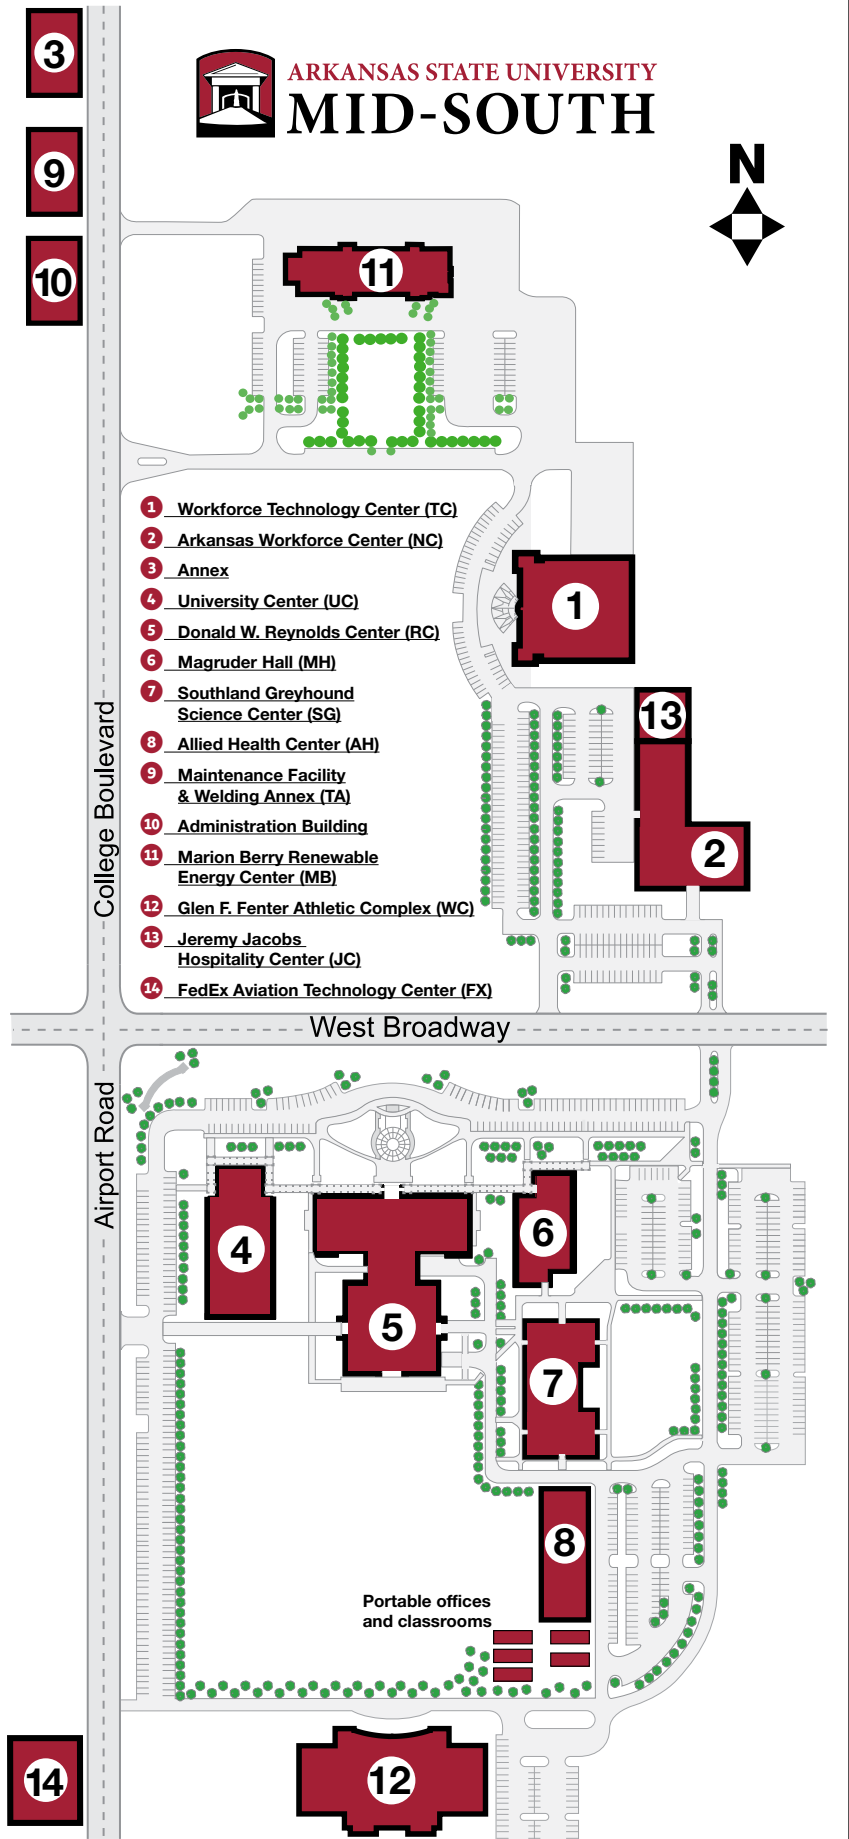 3
ARKANSAS STATE UNIVERSITY
MID-SOUTH
N
9
10
11
1 Workforce Technology Center (TC)
2 Arkansas Workforce Center (NC)
3 Annex
4 University Center (UC)
5 Donald W. Reynolds Center (RC)
6 Magruder Hall (MH)
7 Southland Greyhound
Science Center (SG)
8 Allied Health Center (AH)
9 Maintenance Facility
& Welding Annex (TA)
10 Administration Building
11 Marion Berry Renewable
Energy Center (MB)
12 Glen F. Fenter Athletic Complex (WC)
13 Jeremy Jacobs
Hospitality Center (JC)
14 FedEx Aviation Technology Center (FX)
1
13
2
College Boulevard
West Broadway
Airport Road
4
6
5
7
8
Portable offices
and classrooms
14
12